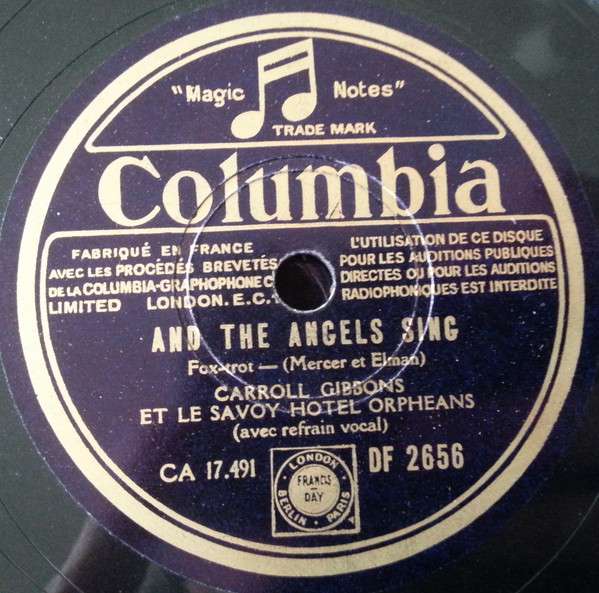 "Magic Notes"
TRADE MARK
Columbia
FABRIQUÉ EN FRANCE
AVEC LES PROCÉDÉS BREVETÉS
DE LA COLUMBIA-GRAPHOPHONE C
LIMITED LONDON.E.C.1
L'UTILISATION DE CE DISQUE
POUR LES AUDITIONS PUBLIQUES
DIRECTES OU POUR LES AUDITIONS
RADIOPHONIQUES EST INTERDITE
AND THE ANGELS SING
Fox-trot — (Mercer et Elman)
CARROLL GIBBONS
ET LE SAVOY HOTEL ORPHEANS
(avec refrain vocal)
CA 17.491
DF 2656
LONDON
FRANCIS-
DAY
BERLIN · PARIS